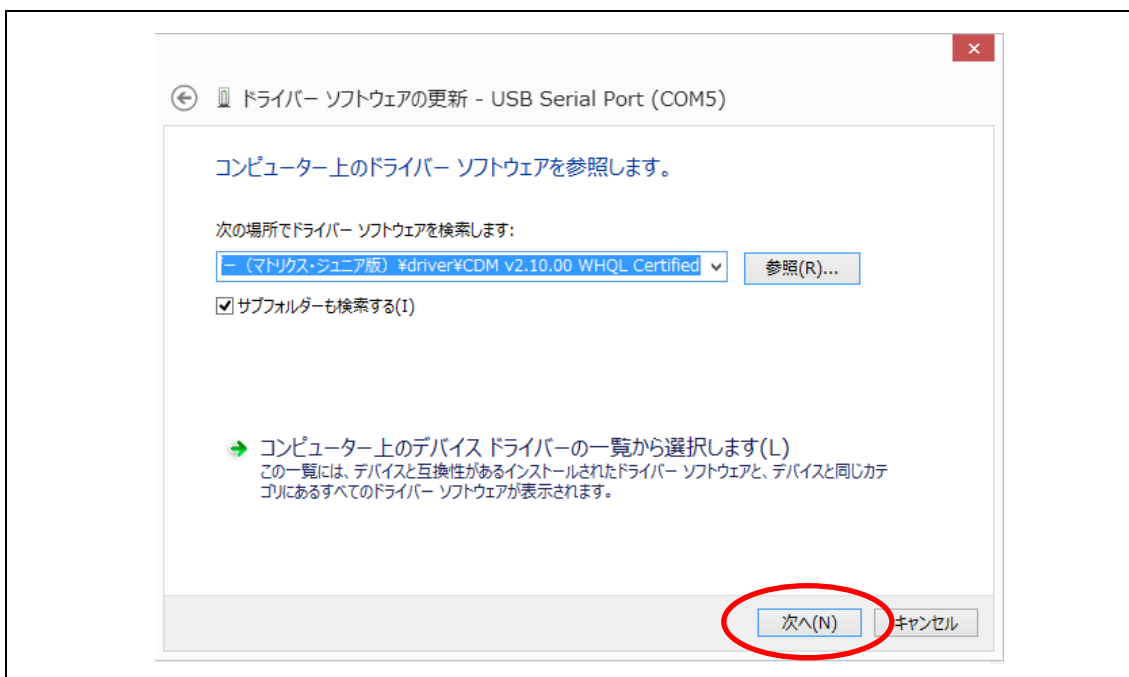 ドライバー ソフトウェアの更新 - USB Serial Port (COM5)
コンピューター上のドライバー ソフトウェアを参照します。
次の場所でドライバー ソフトウェアを検索します:
ー（マトリクス・ジュニア版）¥driver¥CDM v2.10.00 WHQL Certified
参照(R)...
サブフォルダーも検索する(I)
コンピューター上のデバイス ドライバーの一覧から選択します(L)
この一覧には、デバイスと互換性があるインストールされたドライバー ソフトウェアと、デバイスと同じカテ
ゴリにあるすべてのドライバー ソフトウェアが表示されます。
次へ(N)
キャンセル